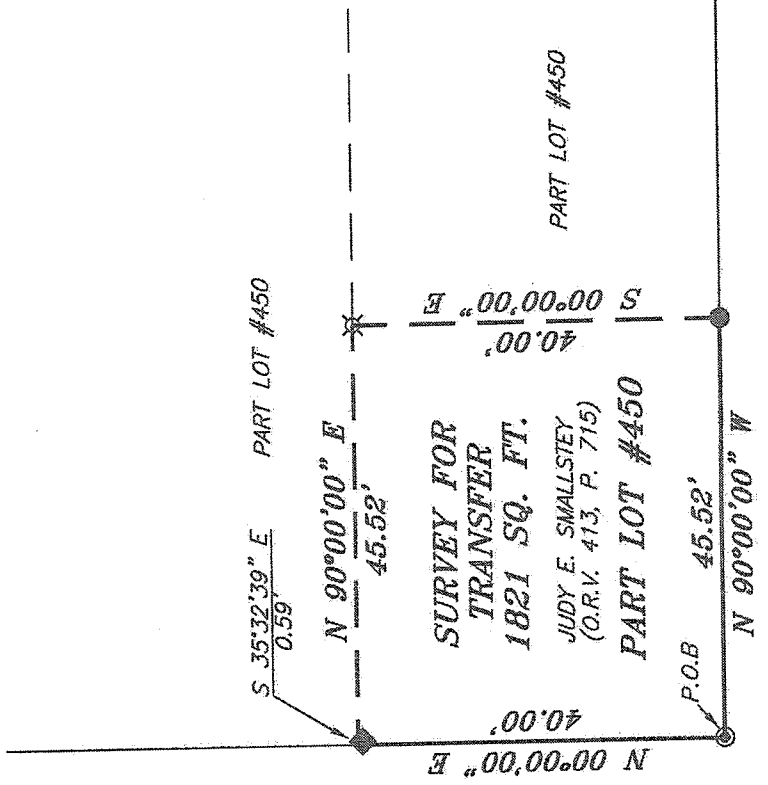 S 35°32'39" E
0.59'
PART LOT #450
N 90°00'00" E
45.52'
PART LOT #450
S 00°00'00" E
40.00'
SURVEY FOR
TRANSFER
1821 SQ. FT.
JUDY E. SMALLSTEY
(O.R.V. 413, P. 715)
PART LOT #450
40.00'
N 00°00'00" E
P.O.B
45.52'
N 90°00'00" W